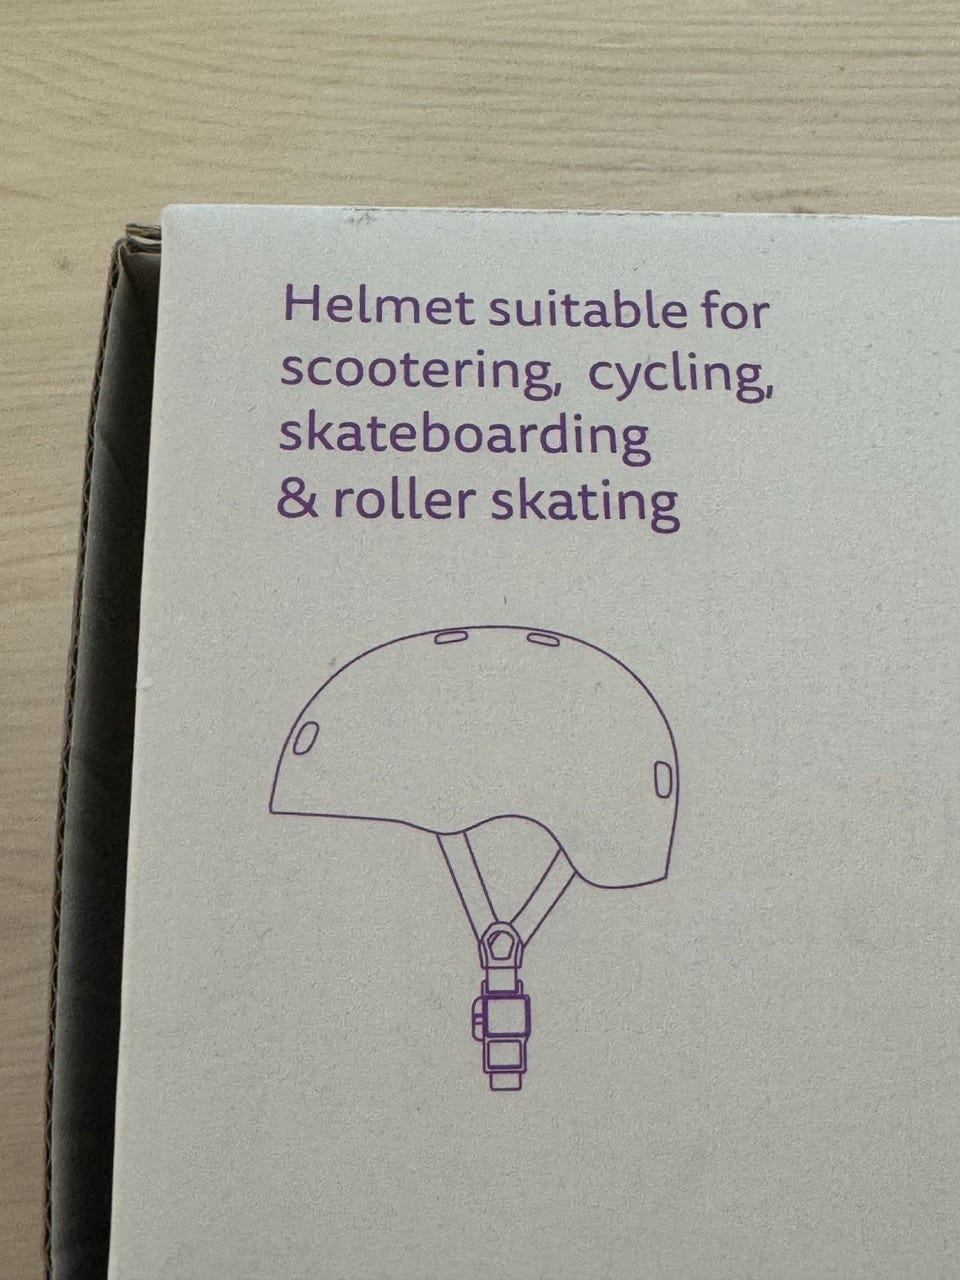 Helmet suitable for
scootering, cycling,
skateboarding
& roller skating